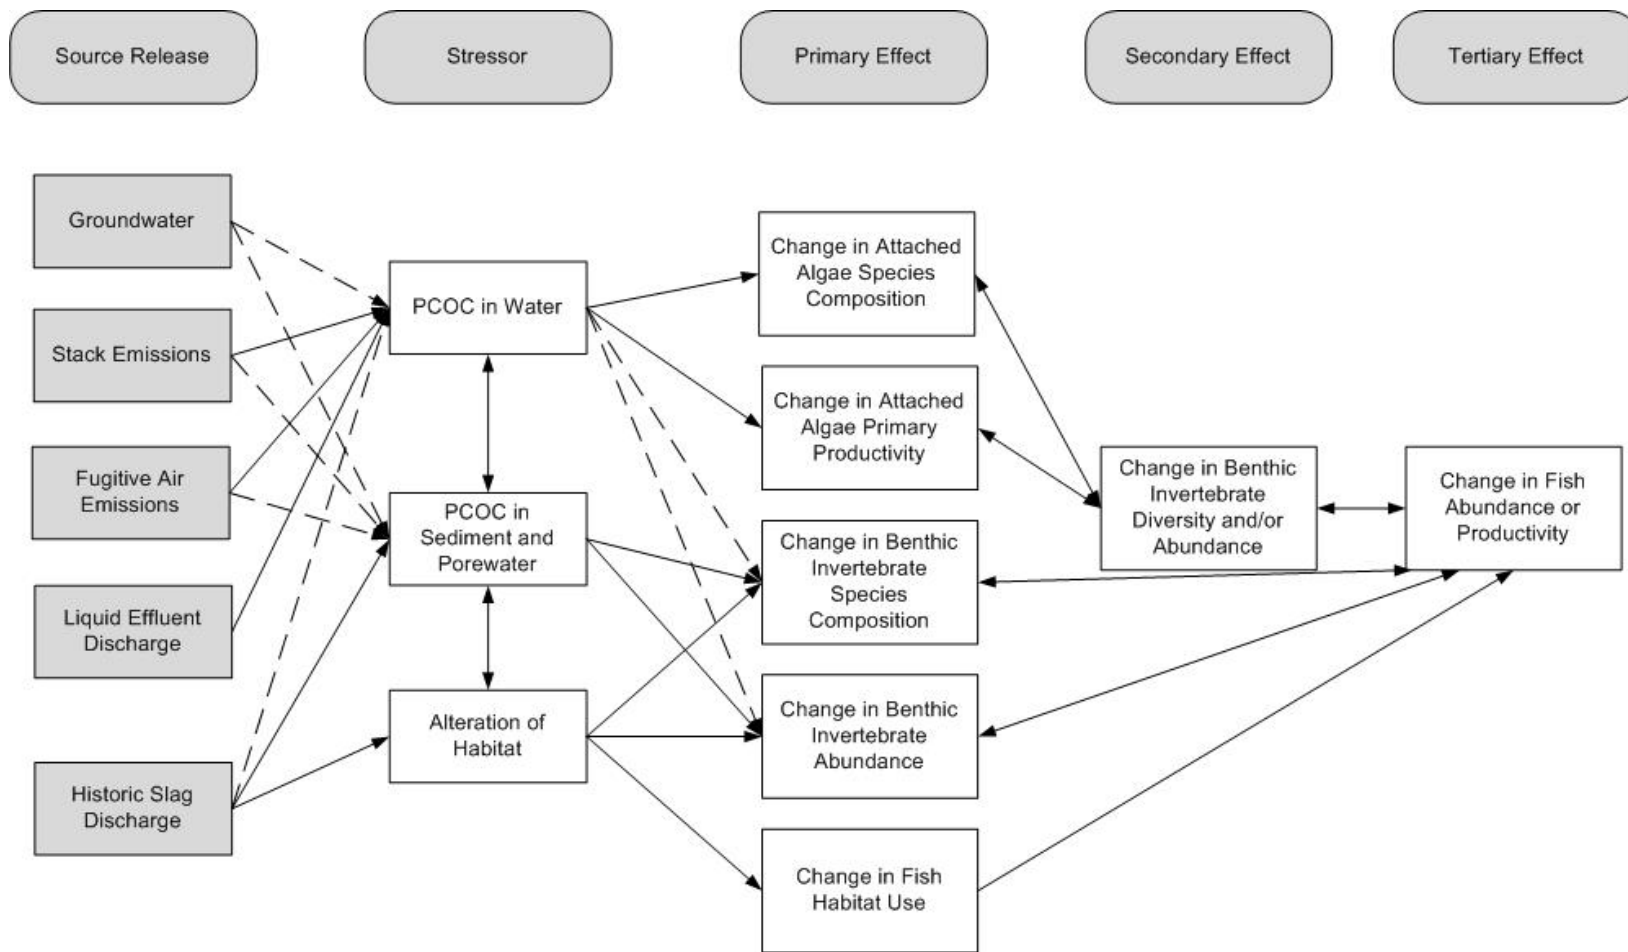 Source Release
Stressor
Primary Effect
Secondary Effect
Tertiary Effect
Groundwater
Stack Emissions
Fugitive Air
Emissions
Liquid Effluent
Discharge
Historic Slag
Discharge
PCOC in Water
PCOC in
Sediment and
Porewater
Alteration of
Habitat
Change in Attached
Algae Species
Composition
Change in Attached
Algae Primary
Productivity
Change in Benthic
Invertebrate
Species
Composition
Change in Benthic
Invertebrate
Abundance
Change in Fish
Habitat Use
Change in Benthic
Invertebrate
Diversity and/or
Abundance
Change in Fish
Abundance or
Productivity